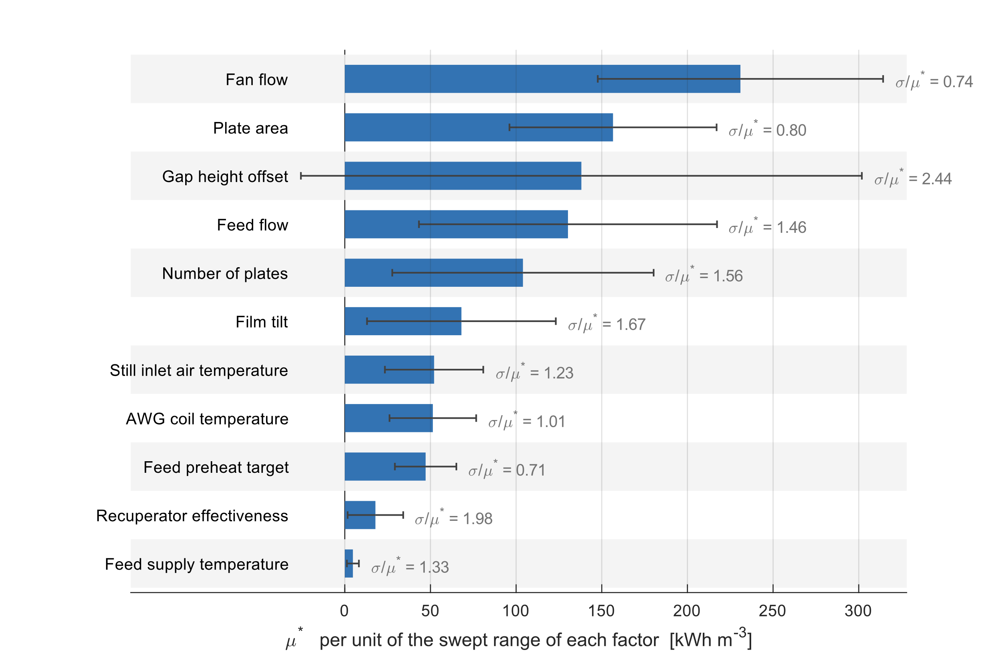 Fan flow σ/μ* = 0.74
Plate area σ/μ* = 0.80
Gap height offset σ/μ* = 2.44
Feed flow σ/μ* = 1.46
Number of plates σ/μ* = 1.56
Film tilt σ/μ* = 1.67
Still inlet air temperature σ/μ* = 1.23
AWG coil temperature σ/μ* = 1.01
Feed preheat target σ/μ* = 0.71
Recuperator effectiveness σ/μ* = 1.98
Feed supply temperature σ/μ* = 1.33
0 50 100 150 200 250 300
μ* per unit of the swept range of each factor [kWh m⁻³]